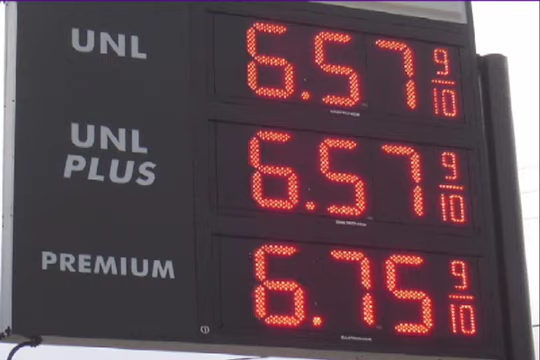 UNL 6.57 9/10
UNL
PLUS 6.57 9/10
PREMIUM 6.75 9/10